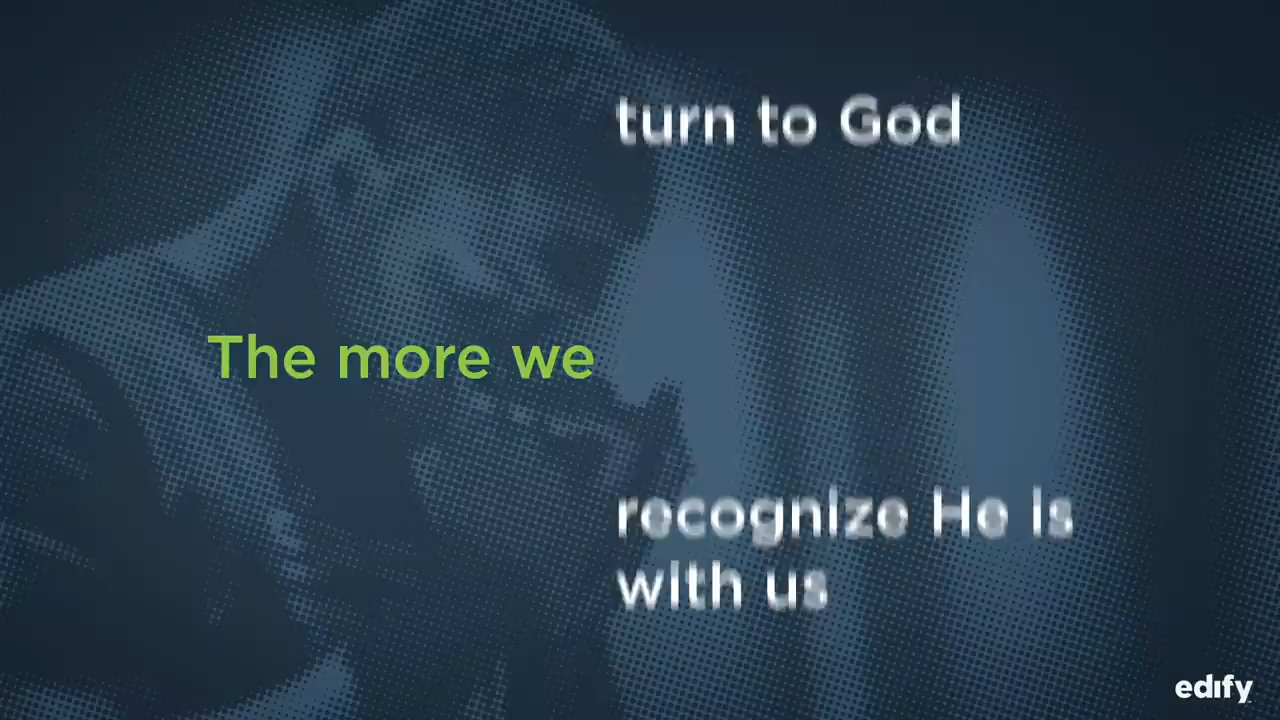 turn to God
The more we
recognize He is
with us
edify